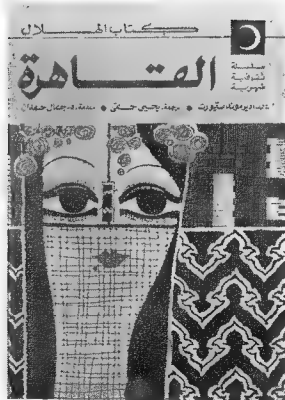 كتاب الهلال
سلسلة
ثقافية
شهرية
القاهرة
تأليف ديزموند ستيوارت • ترجمة يحيى حقي • مقدمة د. جمال حمدان